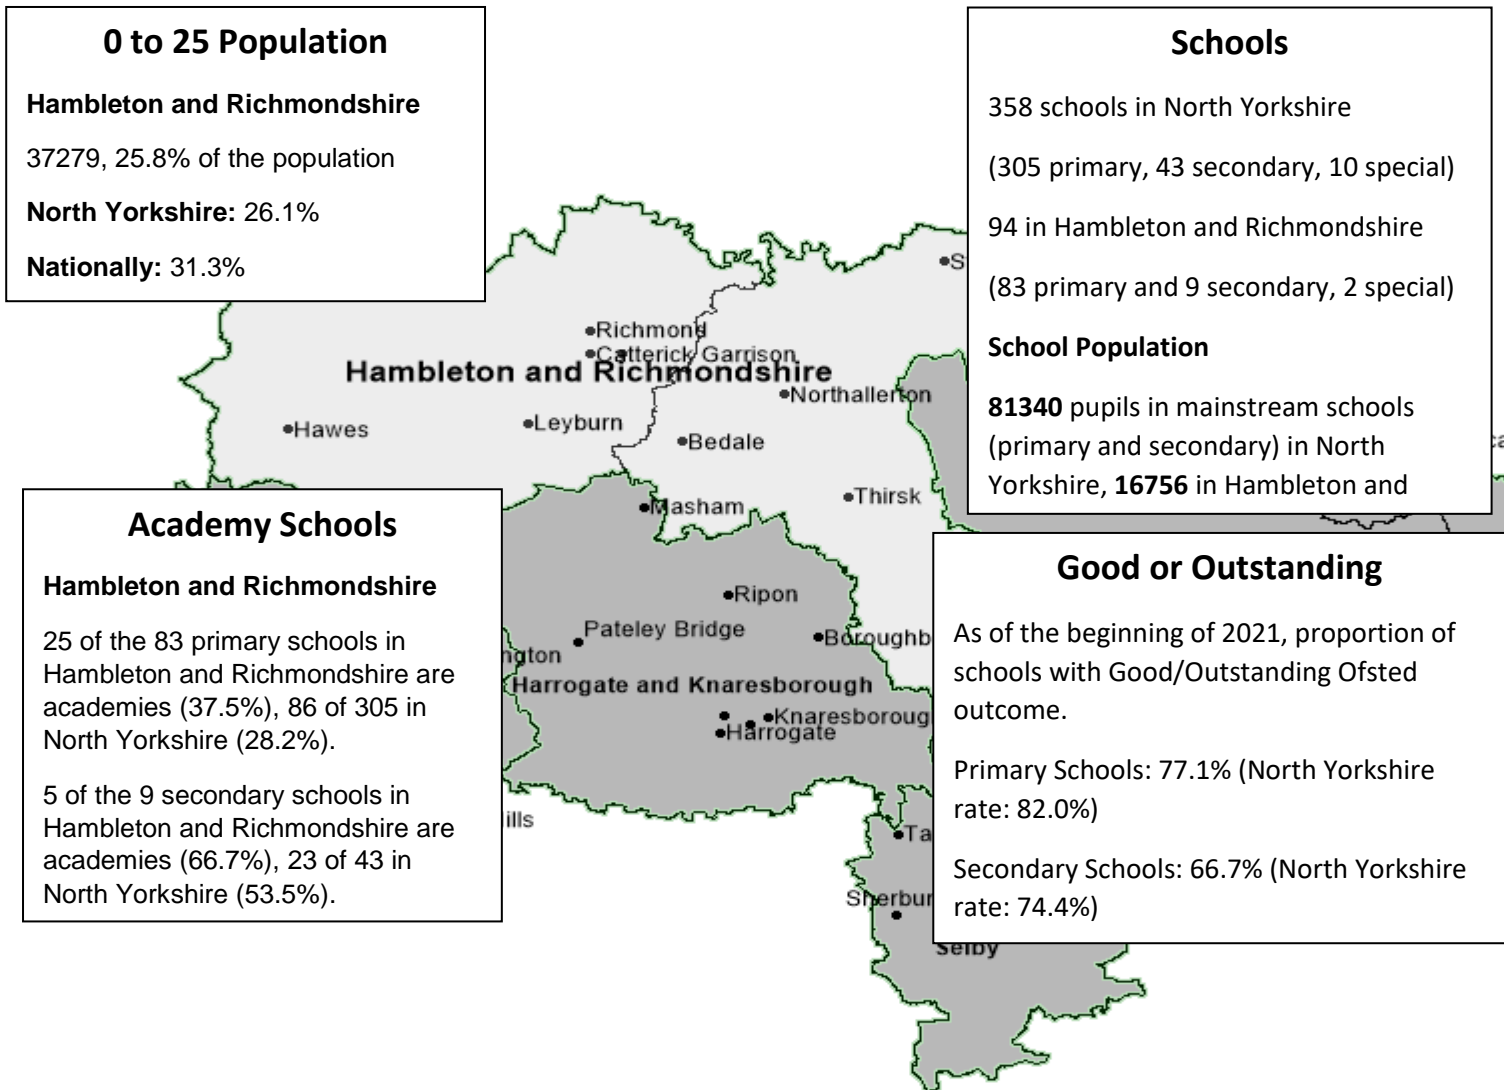 0 to 25 Population
Hambleton and Richmondshire
37279, 25.8% of the population
North Yorkshire: 26.1%
Nationally: 31.3%
Schools
358 schools in North Yorkshire
(305 primary, 43 secondary, 10 special)
94 in Hambleton and Richmondshire
(83 primary and 9 secondary, 2 special)
School Population
81340 pupils in mainstream schools
(primary and secondary) in North
Yorkshire, 16756 in Hambleton and
Richmond
Catterick Garrison
Hambleton and Richmondshire
Northallerton
Hawes
Leyburn
Bedale
Masham
Thirsk
Academy Schools
Hambleton and Richmondshire
25 of the 83 primary schools in
Hambleton and Richmondshire are
academies (37.5%), 86 of 305 in
North Yorkshire (28.2%).
5 of the 9 secondary schools in
Hambleton and Richmondshire are
academies (66.7%), 23 of 43 in
North Yorkshire (53.5%).
Ripon
Pateley Bridge
Boroughb
ngton
Harrogate and Knaresborough
Knaresboroug
Harrogate
ills
Ta
Sherbur
Selby
Good or Outstanding
As of the beginning of 2021, proportion of
schools with Good/Outstanding Ofsted
outcome.
Primary Schools: 77.1% (North Yorkshire
rate: 82.0%)
Secondary Schools: 66.7% (North Yorkshire
rate: 74.4%)